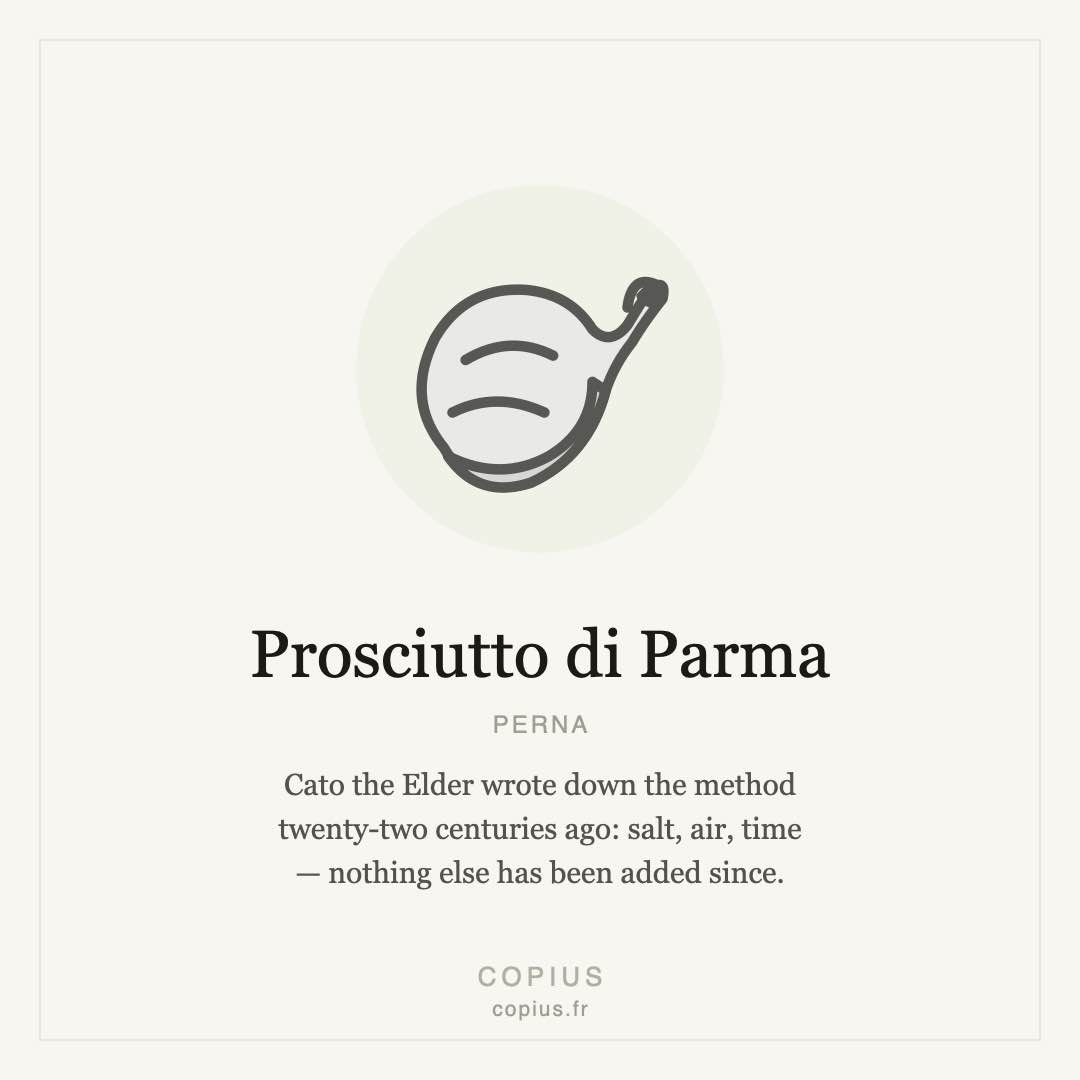 Prosciutto di Parma
PERNA
Cato the Elder wrote down the method
twenty-two centuries ago: salt, air, time
— nothing else has been added since.
COPIUS
copius.fr